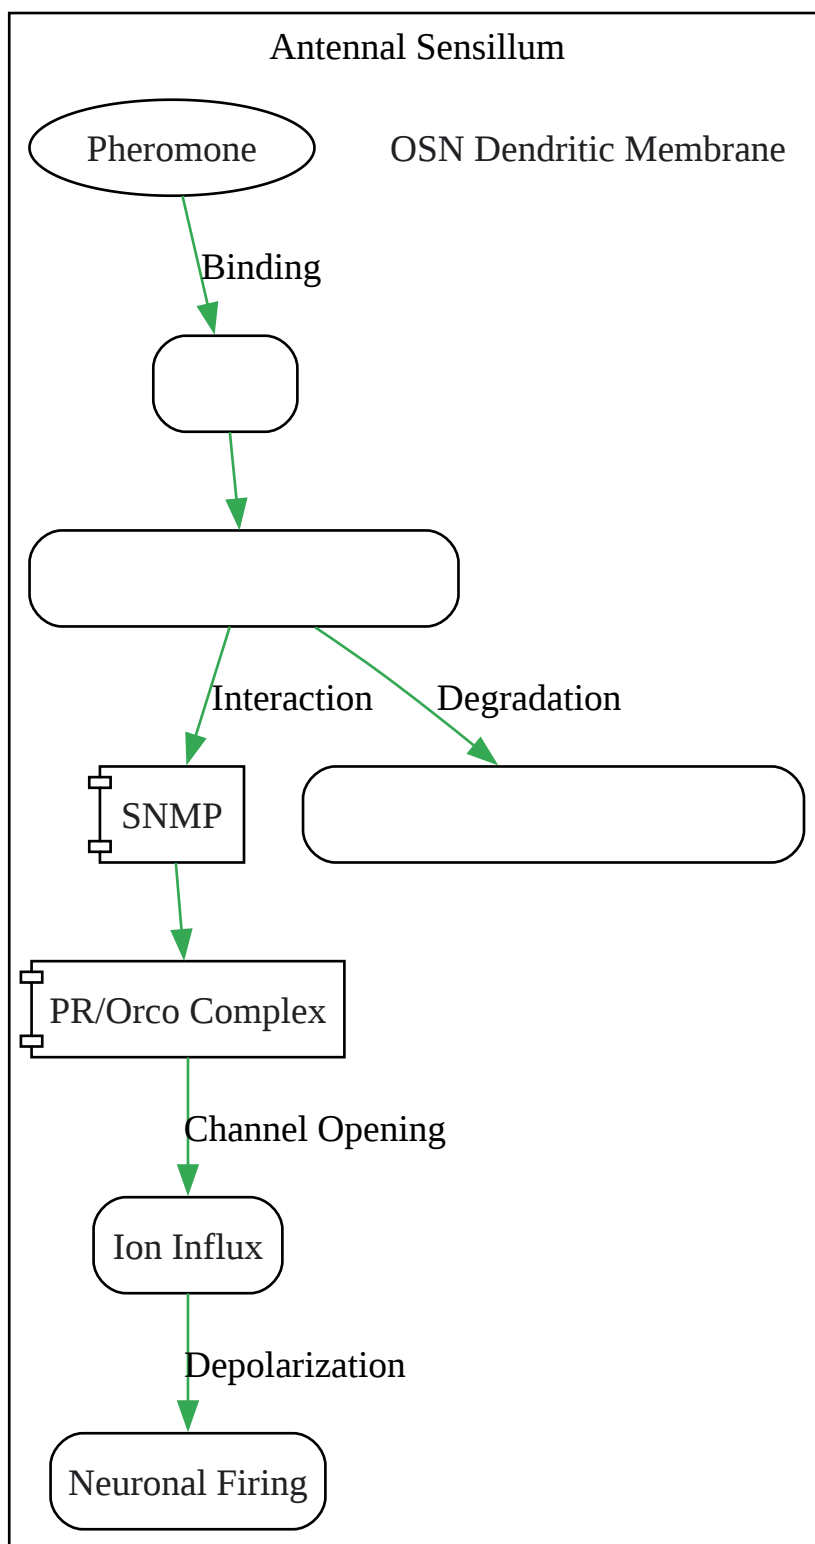 Antennal Sensillum
Pheromone
OSN Dendritic Membrane
Binding
Interaction
Degradation
SNMP
PR/Orco Complex
Channel Opening
Ion Influx
Depolarization
Neuronal Firing